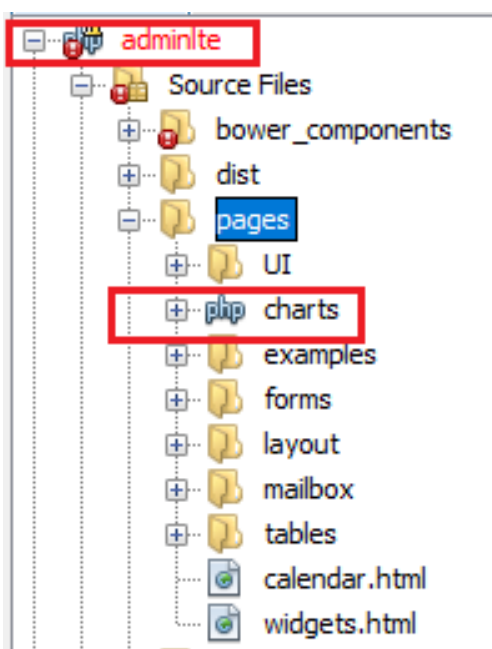 php adminlte
Source Files
bower_components
dist
pages
UI
php charts
examples
forms
layout
mailbox
tables
calendar.html
widgets.html